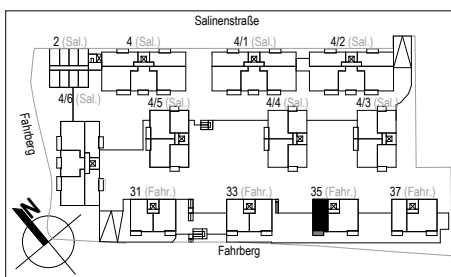 Salinenstraße
2 (Sal.) 4 (Sal.) 4/1 (Sal.) 4/2 (Sal.)
4/6 (Sal.) 4/5 (Sal.) 4/4 (Sal.) 4/3 (Sal.)
Fahrberg
31 (Fahr.) 33 (Fahr.) 35 (Fahr.) 37 (Fahr.)
N
Fahrberg